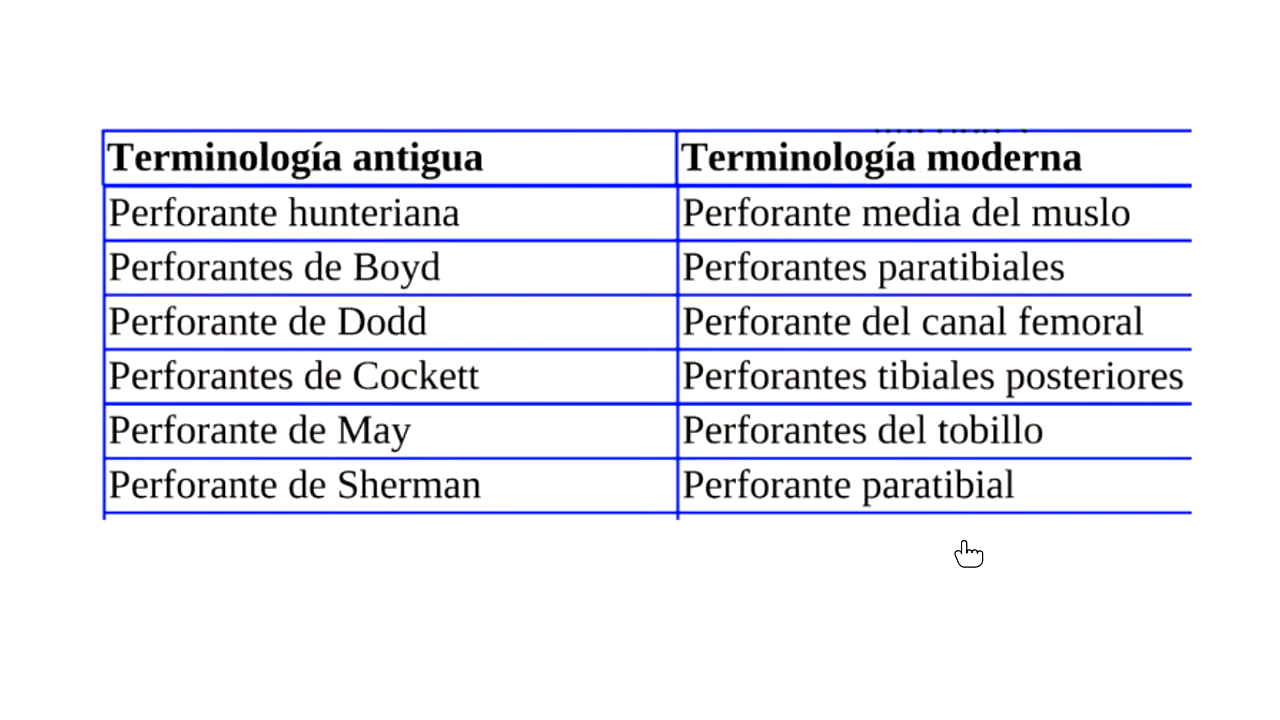 Terminología antigua Terminología moderna
Perforante hunteriana Perforante media del muslo
Perforantes de Boyd Perforantes paratibiales
Perforante de Dodd Perforante del canal femoral
Perforantes de Cockett Perforantes tibiales posteriores
Perforante de May Perforantes del tobillo
Perforante de Sherman Perforante paratibial